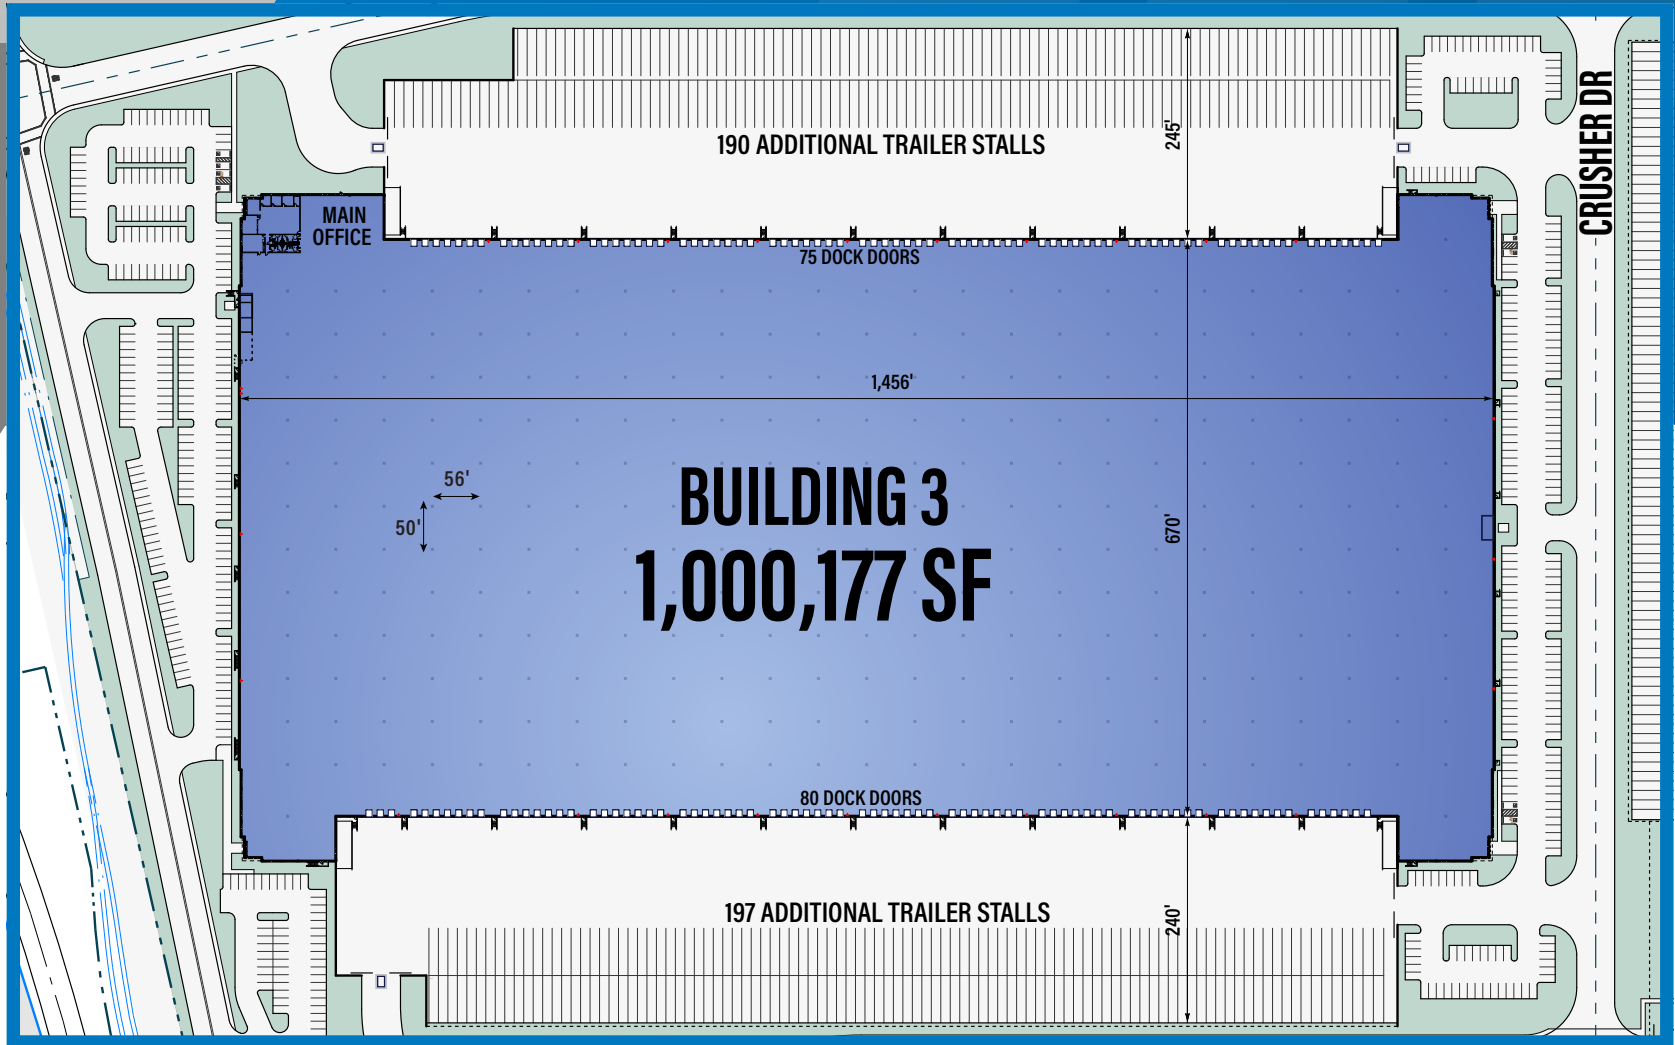 190 ADDITIONAL TRAILER STALLS
245'
CRUSHER DR
MAIN
OFFICE
75 DOCK DOORS
1,456'
56'
50'
BUILDING 3
1,000,177 SF
670'
80 DOCK DOORS
197 ADDITIONAL TRAILER STALLS
240'